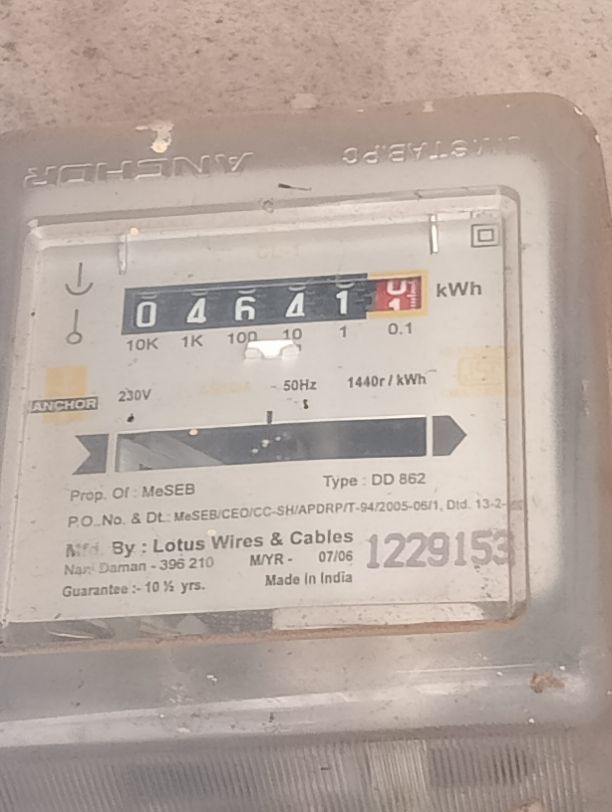 ANCHOR
0 4 6 4 1 kWh
10K 1K 100 10 1 0.1
ANCHOR 230V 50Hz 1440r / kWh
Prop. Of : MeSEB Type : DD 862
P.O. No. & Dt.: MeSEB/CEO/CC-SH/APDRP/T-94/2005-06/1, Dtd. 13-2-
Mfd. By : Lotus Wires & Cables
Nani Daman - 396 210 M/YR - 07/06 1229153
Guarantee :- 10 ½ yrs. Made in India